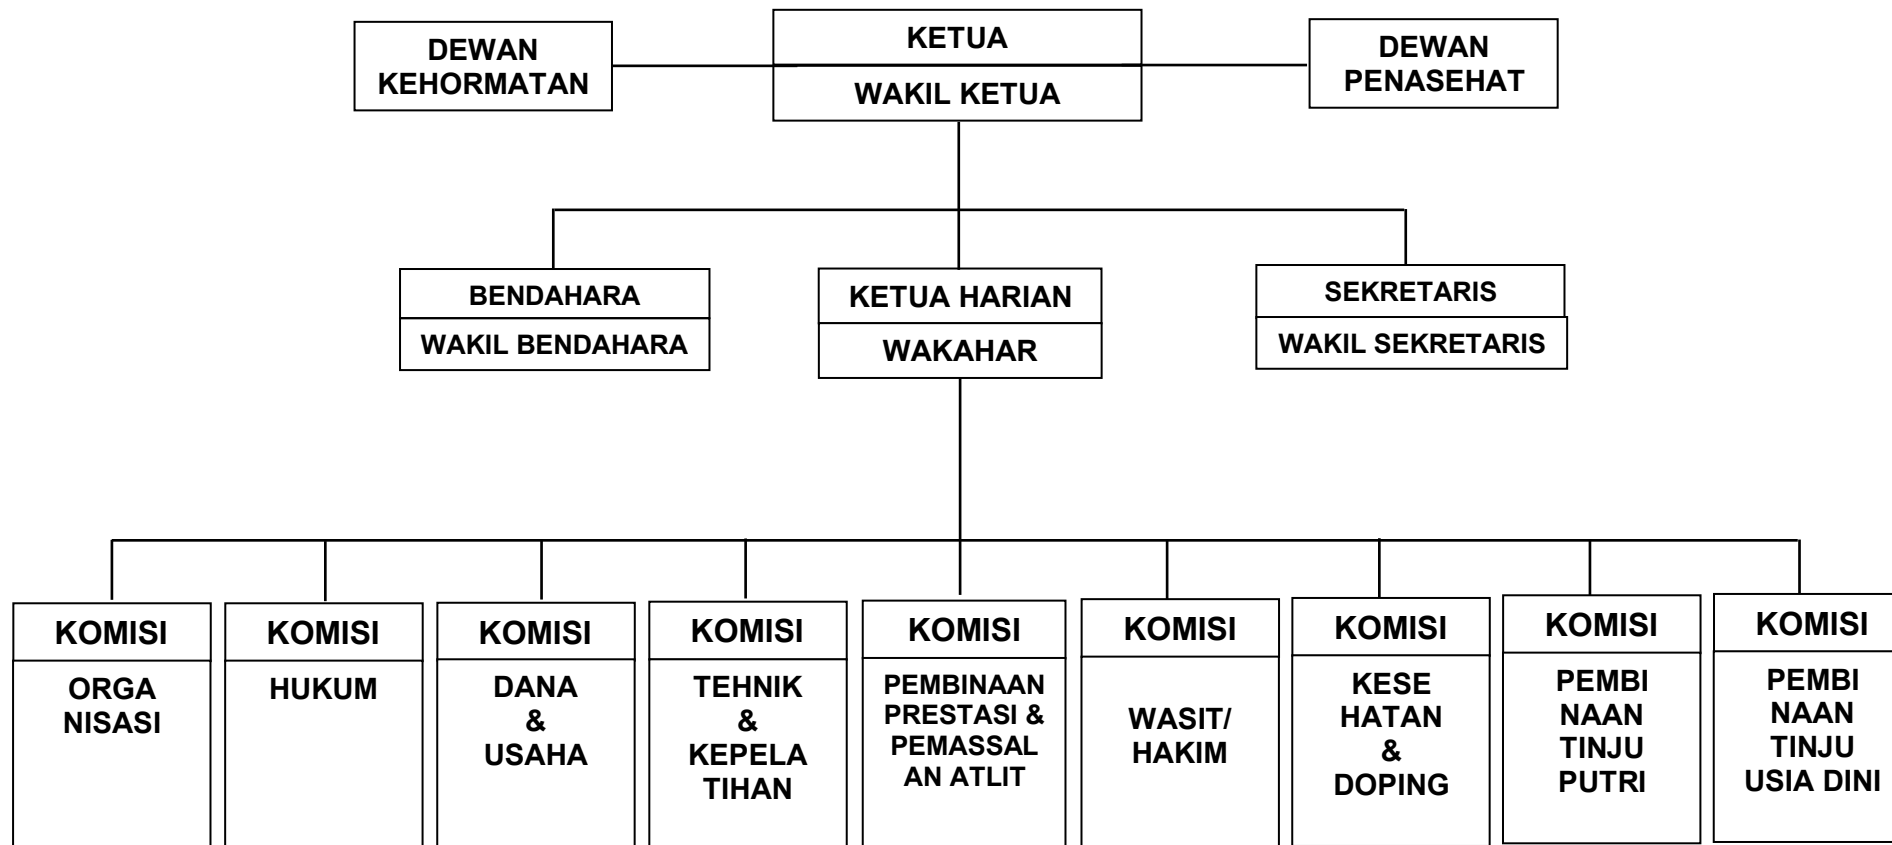 DEWAN
KEHORMATAN
KETUA
WAKIL KETUA
DEWAN
PENASEHAT
BENDAHARA
WAKIL BENDAHARA
KETUA HARIAN
WAKAHAR
SEKRETARIS
WAKIL SEKRETARIS
KOMISI
ORGA
NISASI
KOMISI
HUKUM
KOMISI
DANA
&
USAHA
KOMISI
TEHNIK
&
KEPELA
TIHAN
KOMISI
PEMBINAAN
PRESTASI &
PEMASSAL
AN ATLIT
KOMISI
WASIT/
HAKIM
KOMISI
KESE
HATAN
&
DOPING
KOMISI
PEMBI
NAAN
TINJU
PUTRI
KOMISI
PEMBI
NAAN
TINJU
USIA DINI